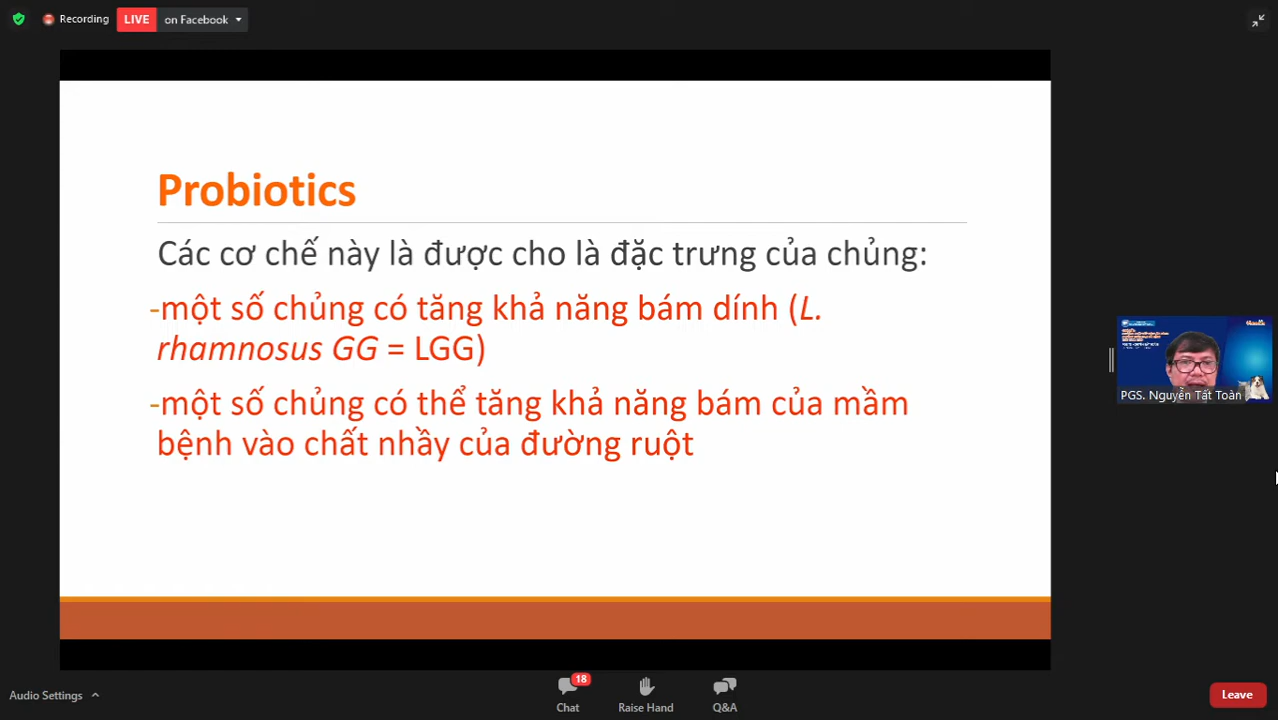 Recording
LIVE on Facebook
Probiotics
Các cơ chế này là được cho là đặc trưng của chủng:
-một số chủng có tăng khả năng bám dính (L.
rhamnosus GG = LGG)
-một số chủng có thể tăng khả năng bám của mầm
bệnh vào chất nhầy của đường ruột
PGS. Nguyễn Tất Toàn
Audio Settings
18
Chat
Raise Hand
Q&A
Leave